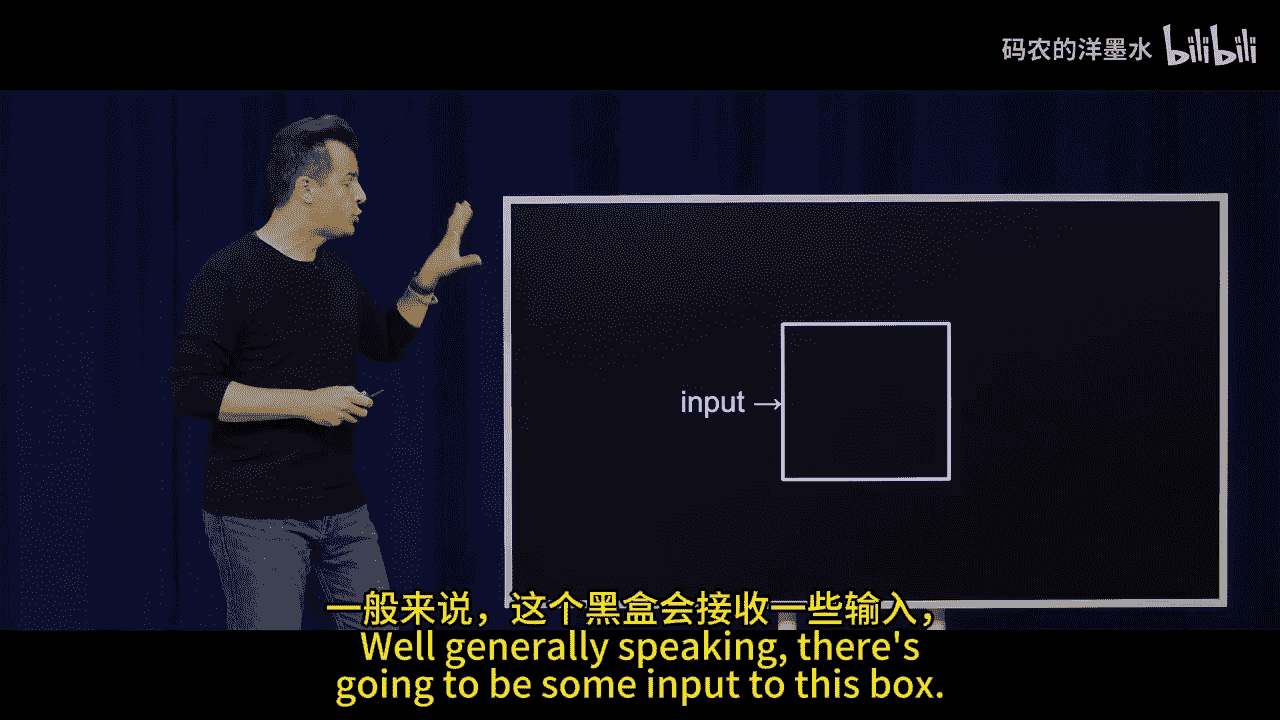 码农的洋墨水 bilibili
input →
一般来说，这个黑盒会接收一些输入，
Well generally speaking, there's
going to be some input to this box.